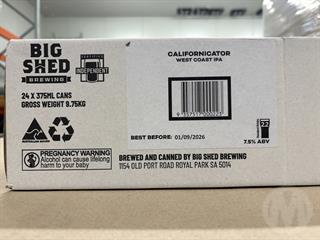 BIG
SHED
BREWING
CERTIFIED
INDEPENDENT
CALIFORNICATOR
WEST COAST IPA
24 X 375ML CANS
GROSS WEIGHT 9.75KG
BEST BEFORE: 01/09/2026
7.5% ABV
PREGNANCY WARNING
Alcohol can cause lifelong
harm to your baby
BREWED AND CANNED BY BIG SHED BREWING
1154 OLD PORT ROAD ROYAL PARK SA 5014